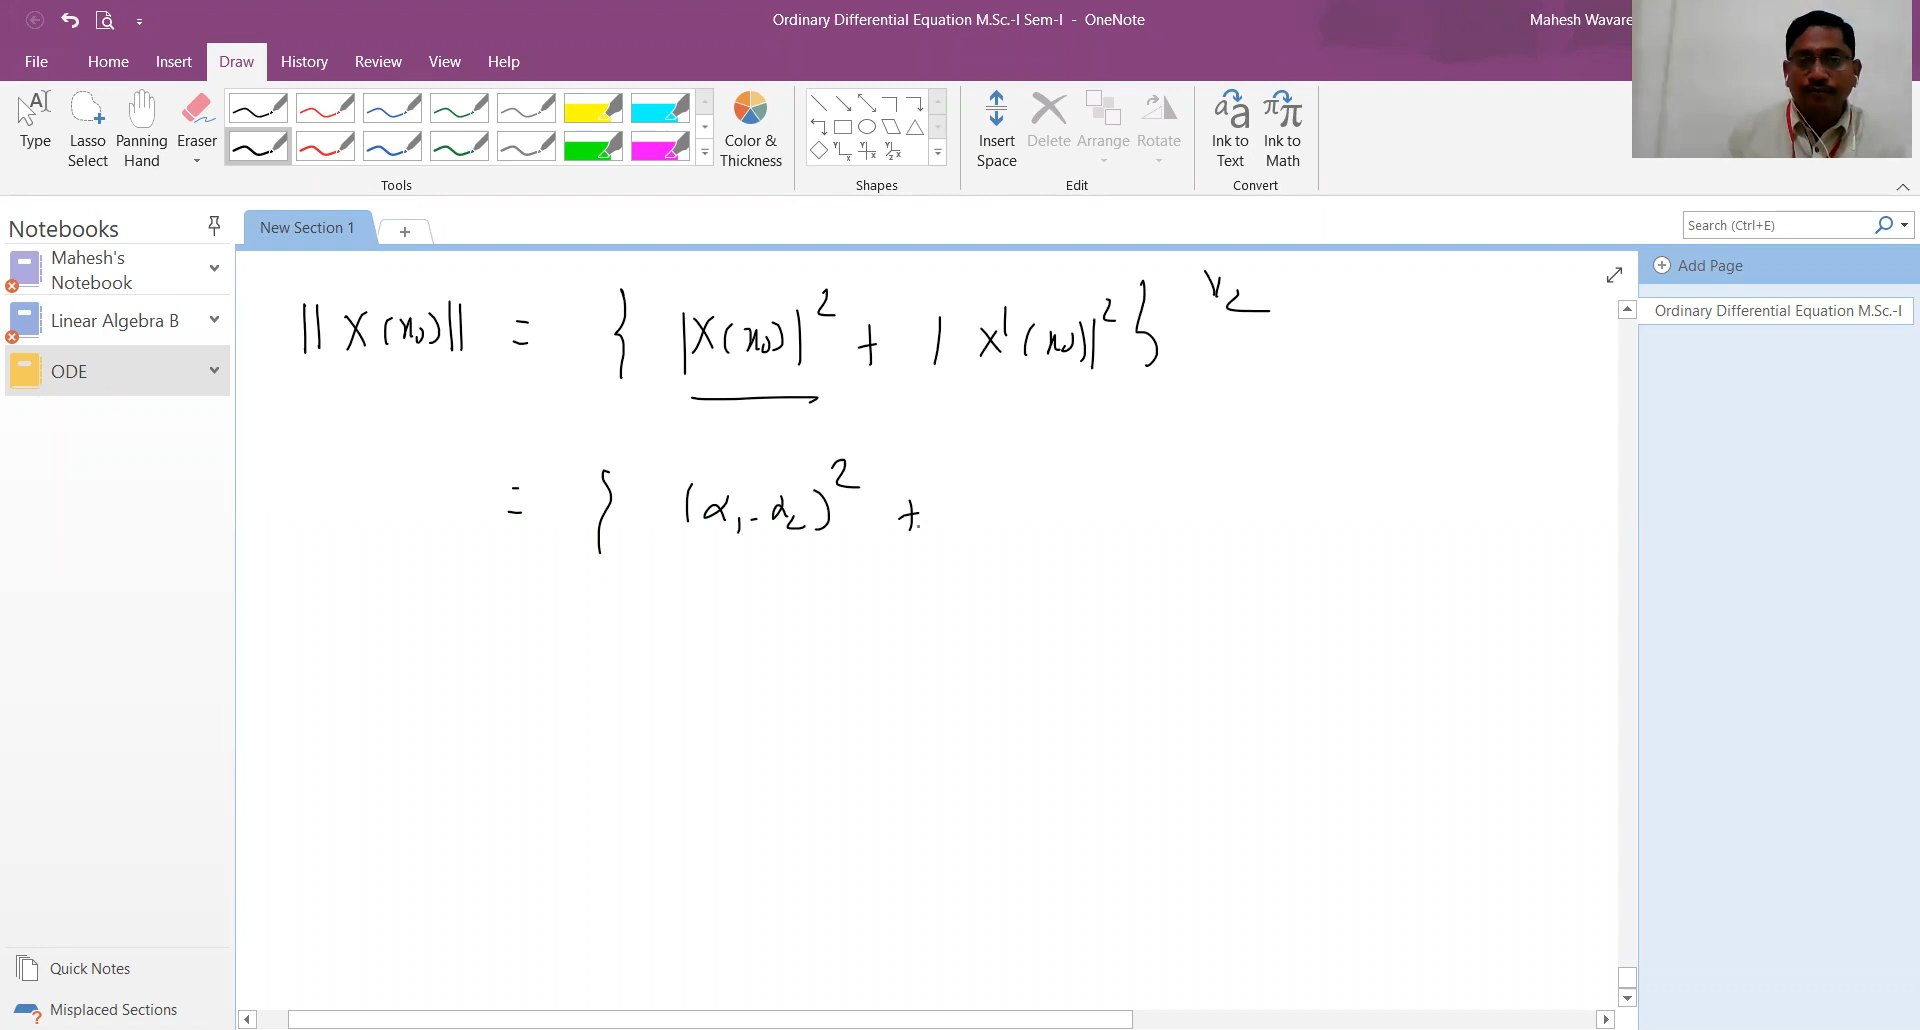 Ordinary Differential Equation M.Sc.-I Sem-I - OneNote
Mahesh Wavare
File Home Insert Draw History Review View Help
Type
Lasso Select
Panning Hand
Eraser
Color & Thickness
Insert Space
Delete
Arrange
Rotate
Ink to Text
Ink to Math
Tools
Shapes
Edit
Convert
Notebooks
New Section 1
+
Search (Ctrl+E)
Mahesh's Notebook
Linear Algebra B
ODE
Add Page
Ordinary Differential Equation M.Sc.-I
|| X(x₀) || = { |X(x₀)|² + | X'(x₀)|² } ^1/2
= { (α₁ - α₂)² +
Quick Notes
Misplaced Sections